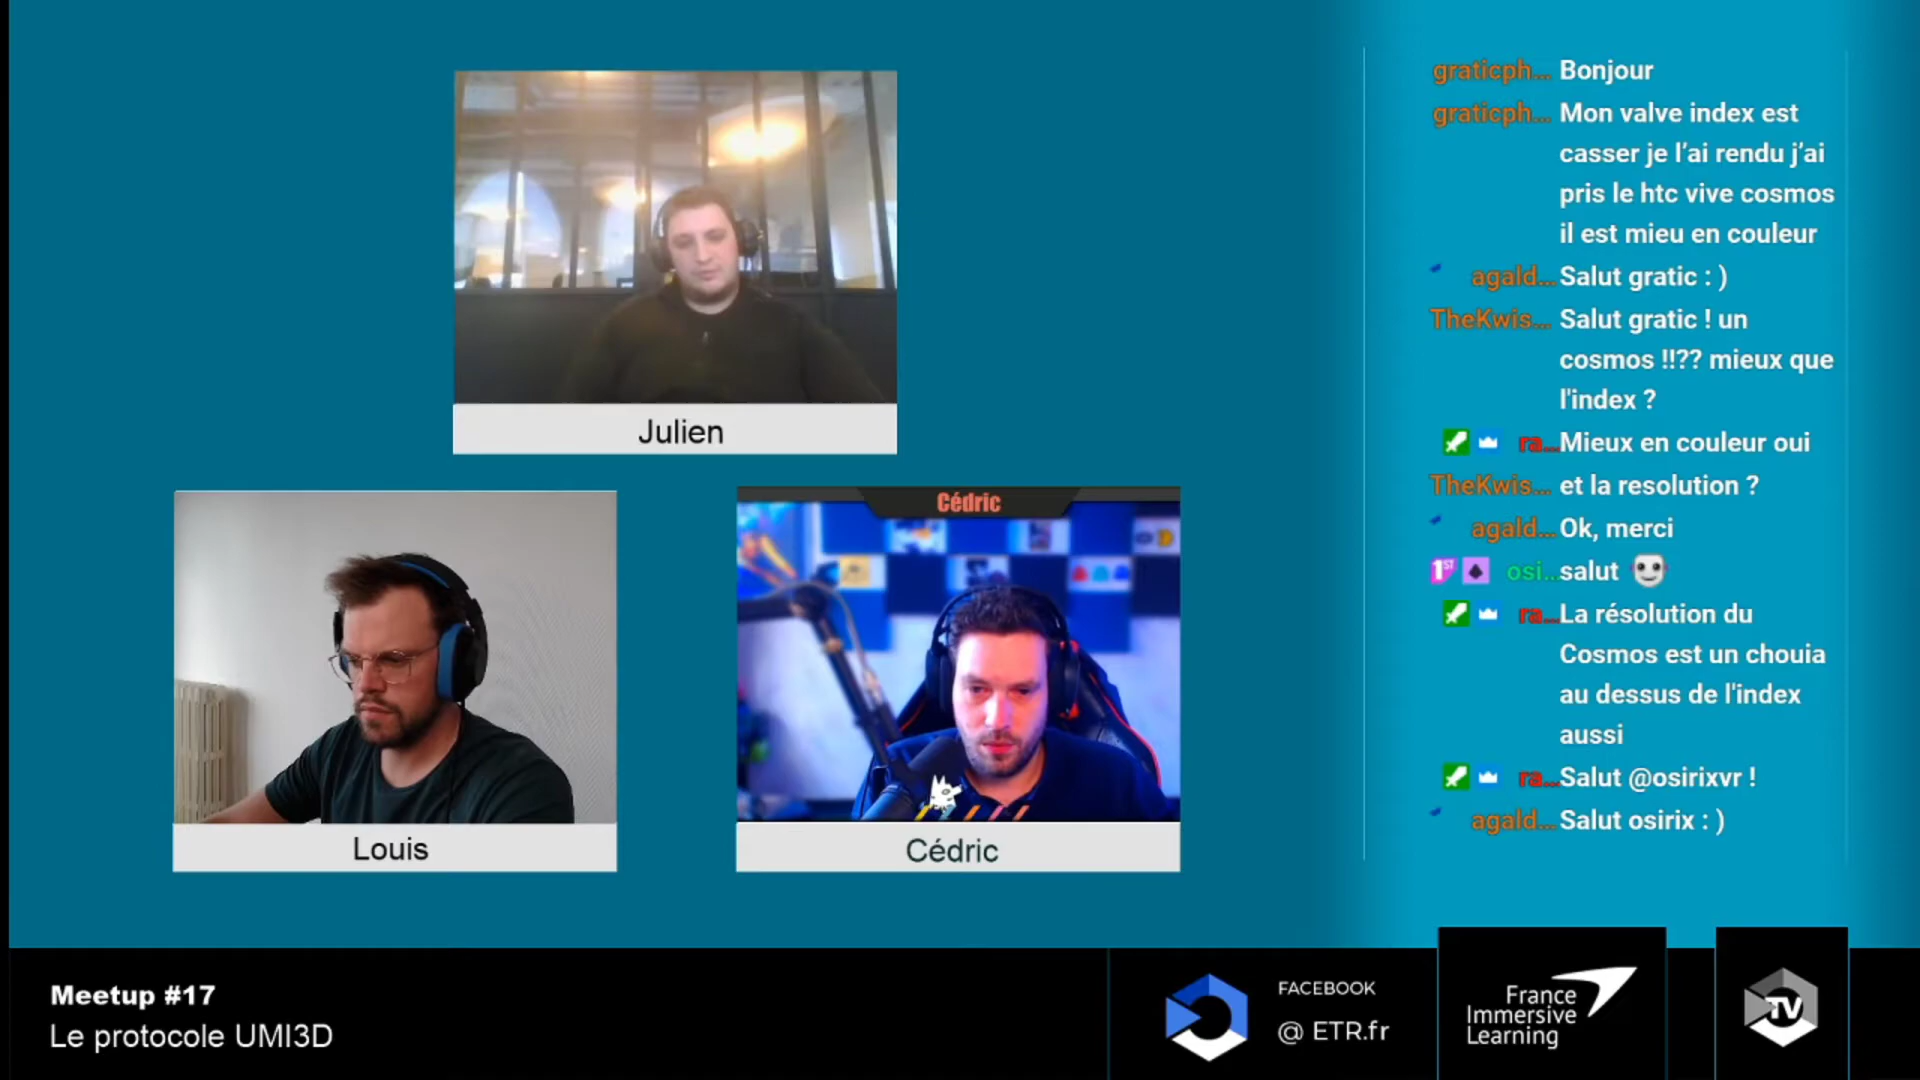 Julien
Louis
Cédric
Cédric
graticph... Bonjour
graticph... Mon valve index est
casser je l’ai rendu j’ai
pris le htc vive cosmos
il est mieu en couleur
agald... Salut gratic : )
TheKwis... Salut gratic ! un
cosmos !!?? mieux que
l'index ?
ra... Mieux en couleur oui
TheKwis... et la resolution ?
agald... Ok, merci
1ST osi... salut
ra... La résolution du
Cosmos est un chouia
au dessus de l'index
aussi
ra... Salut @osirixvr !
agald... Salut osirix : )
Meetup #17
Le protocole UMI3D
FACEBOOK
@ ETR.fr
France
Immersive
Learning
TV